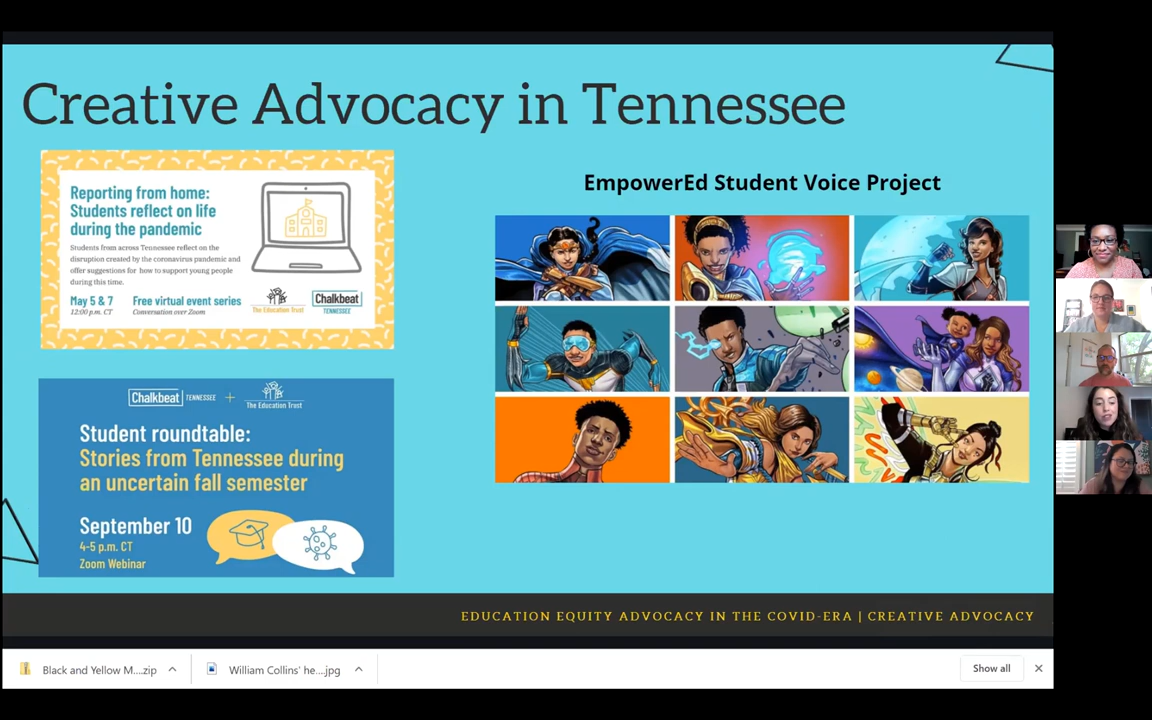 Creative Advocacy in Tennessee
Reporting from home:
Students reflect on life
during the pandemic
Students from across Tennessee reflect on the
disruption created by the coronavirus pandemic and
offer suggestions for how to support young people
during this time.
May 5 & 7
12:00 p.m. CT
Free virtual event series
Conversation over Zoom
The Education Trust
Chalkbeat
TENNESSEE
EmpowerEd Student Voice Project
Chalkbeat TENNESSEE + The Education Trust
Student roundtable:
Stories from Tennessee during
an uncertain fall semester
September 10
4-5 p.m. CT
Zoom Webinar
EDUCATION EQUITY ADVOCACY IN THE COVID-ERA | CREATIVE ADVOCACY
Black and Yellow M....zip
William Collins' he....jpg
Show all